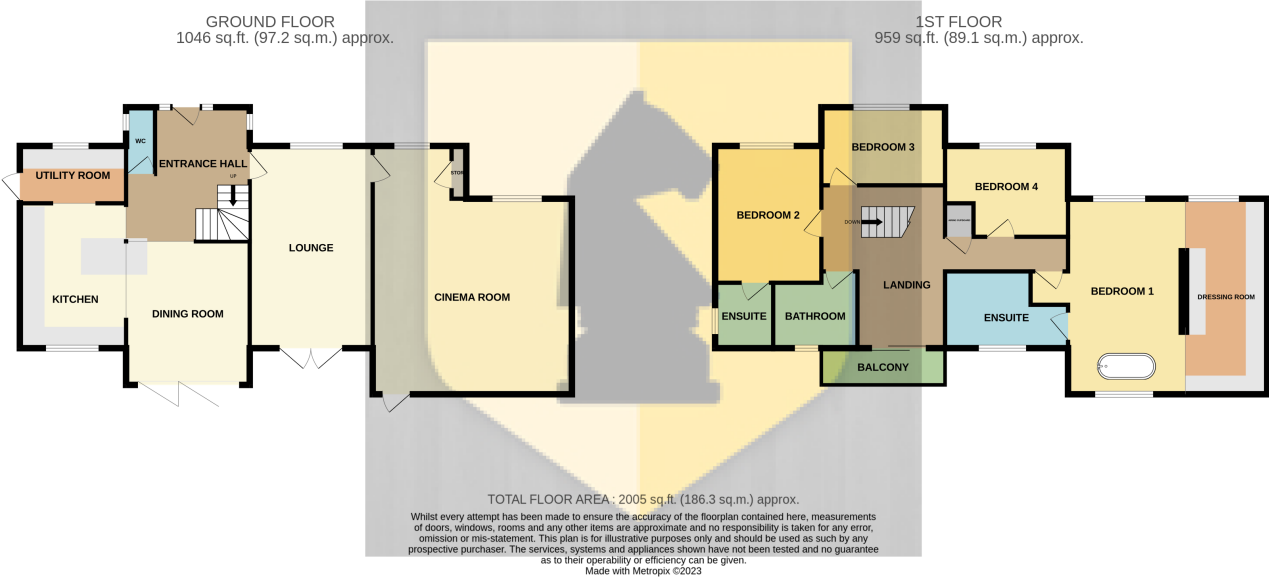 GROUND FLOOR
1046 sq.ft. (97.2 sq.m.) approx.
1ST FLOOR
959 sq.ft. (89.1 sq.m.) approx.
WC
ENTRANCE HALL
UP
UTILITY ROOM
LOUNGE
KITCHEN
DINING ROOM
CINEMA ROOM
BEDROOM 3
BEDROOM 2
BEDROOM 4
DOWN
LANDING
BEDROOM 1
DRESSING ROOM
ENSUITE
BATHROOM
ENSUITE
BALCONY
TOTAL FLOOR AREA : 2005 sq.ft. (186.3 sq.m.) approx.
Whilst every attempt has been made to ensure the accuracy of the floorplan contained here, measurements
of doors, windows, rooms and any other items are approximate and no responsibility is taken for any error,
omission or mis-statement. This plan is for illustrative purposes only and should be used as such by any
prospective purchaser. The services, systems and appliances shown have not been tested and no guarantee
as to their operability or efficiency can be given.
Made with Metropix ©2023